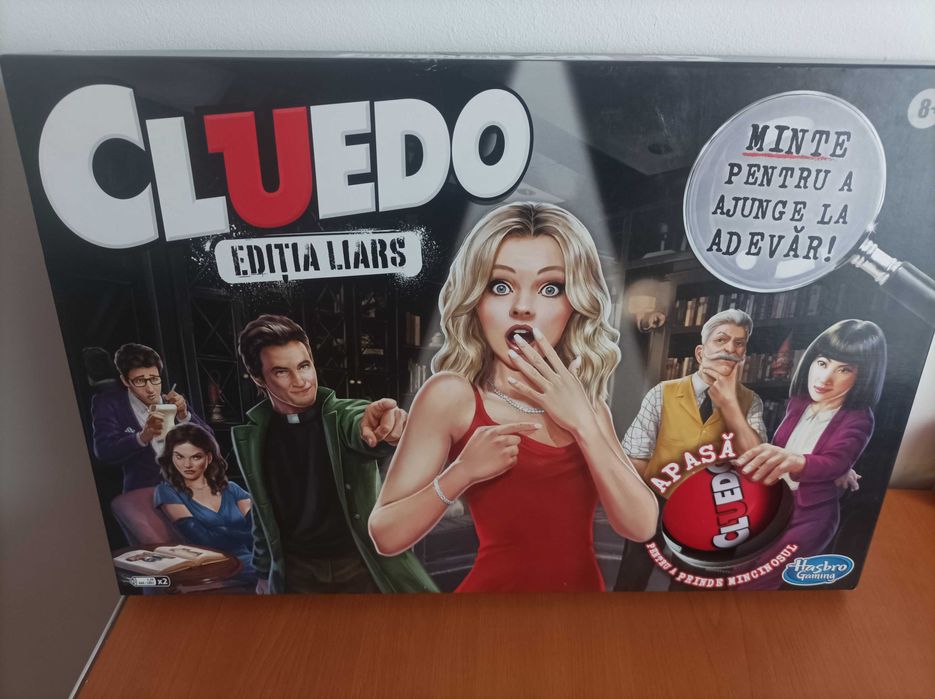 CLUEDO
EDIȚIA LIARS
8+
MINTE
PENTRU A
AJUNGE LA
ADEVĂR!
APASĂ
CLUEDO
PENTRU A PRINDE MINCINOSUL
Hasbro
Gaming
x2